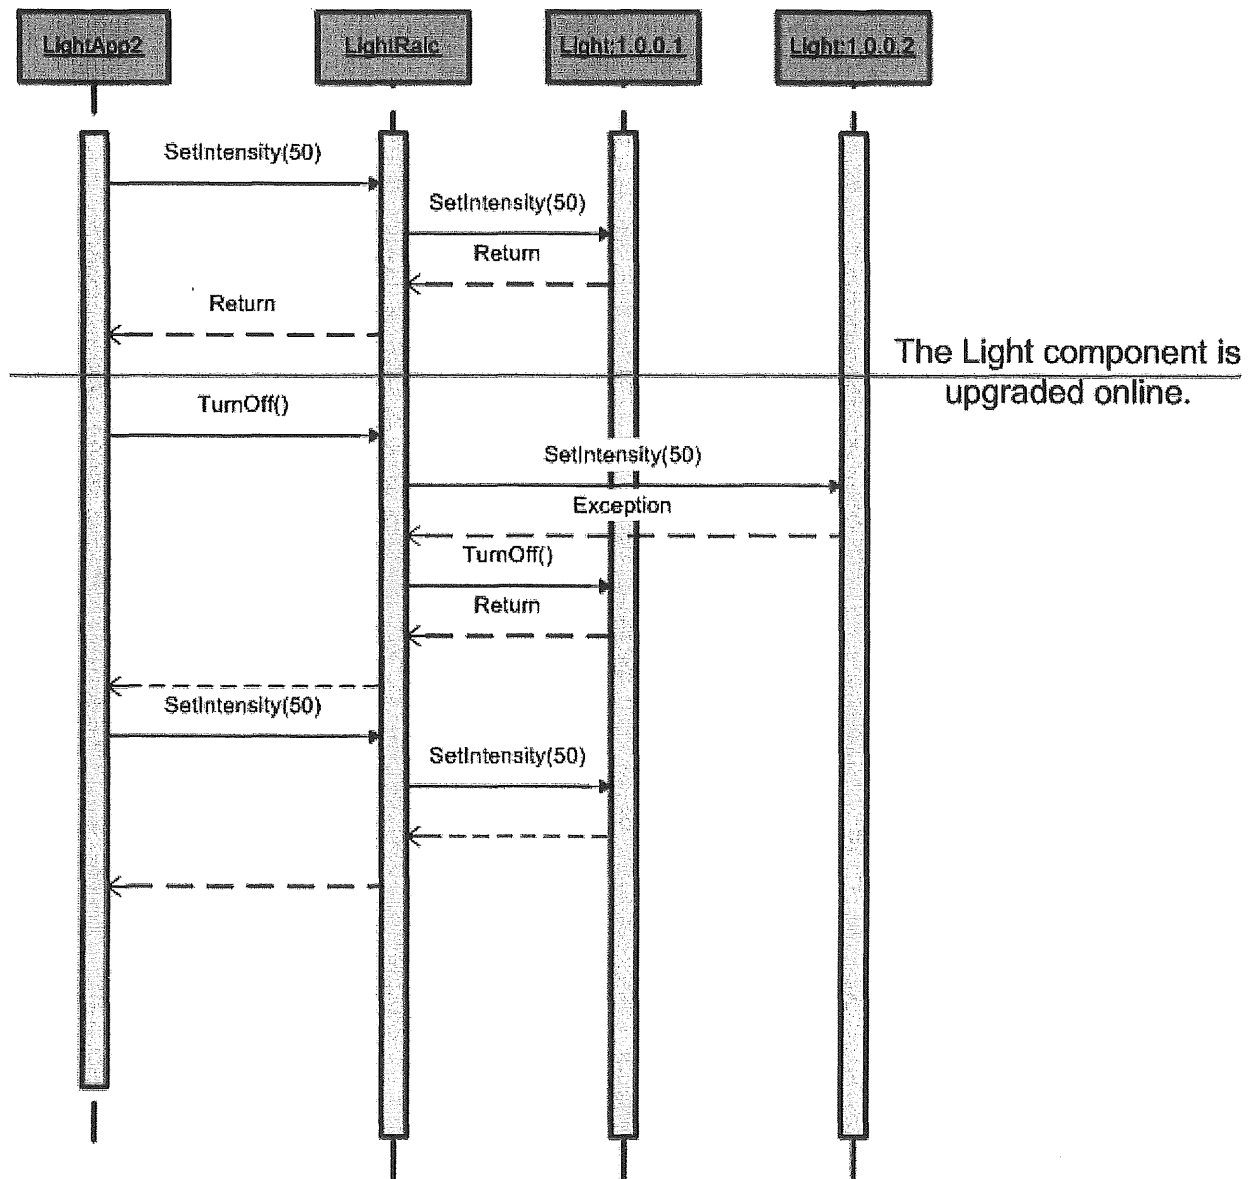 LightApp2
LightRalc
Light:1.0.0.1
Light:1.0.0.2
SetIntensity(50)
SetIntensity(50)
Return
Return
The Light component is
upgraded online.
TurnOff()
SetIntensity(50)
Exception
TurnOff()
Return
SetIntensity(50)
SetIntensity(50)